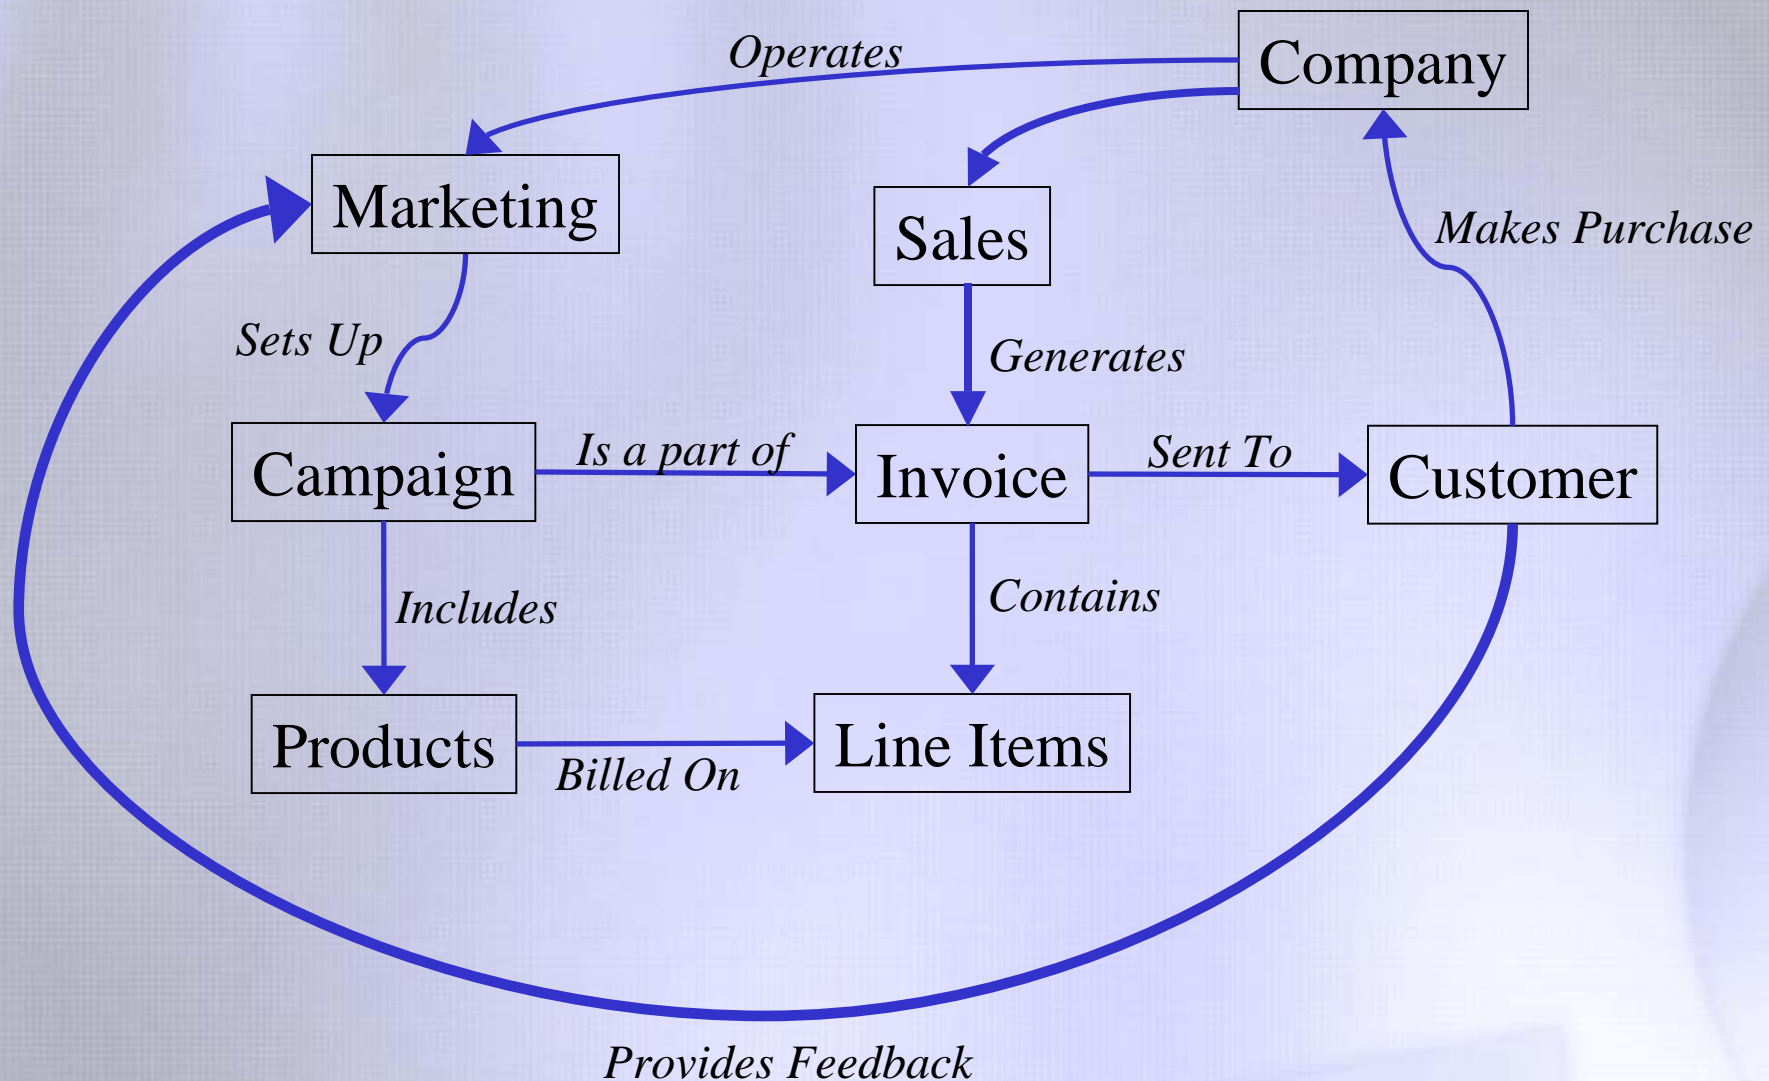 Operates
Company
Marketing
Sales
Makes Purchase
Sets Up
Generates
Campaign
Is a part of
Invoice
Sent To
Customer
Includes
Contains
Products
Billed On
Line Items
Provides Feedback